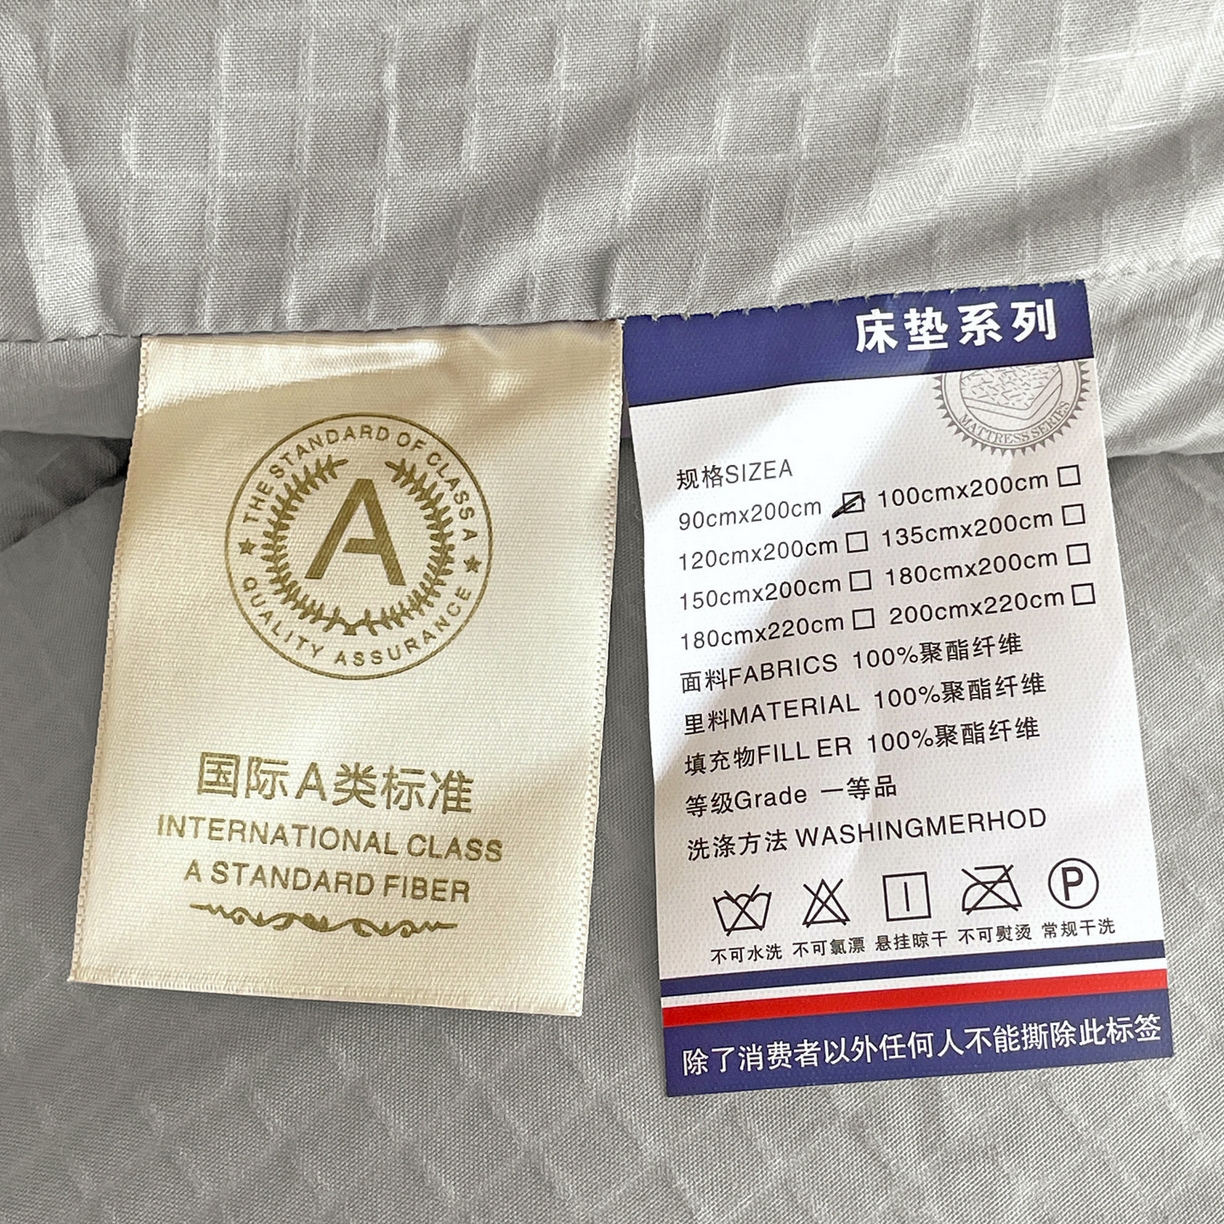 THE STANDARD OF CLASS A
A
QUALITY ASSURANCE
国际A类标准
INTERNATIONAL CLASS
A STANDARD FIBER
床垫系列
MATTRESS SERIES
规格SIZEA
90cmx200cm 100cmx200cm
120cmx200cm 135cmx200cm
150cmx200cm 180cmx200cm
180cmx220cm 200cmx220cm
面料FABRICS 100%聚酯纤维
里料MATERIAL 100%聚酯纤维
填充物FILL ER 100%聚酯纤维
等级Grade 一等品
洗涤方法 WASHINGMERHOD
P
不可水洗 不可氯漂 悬挂晾干 不可熨烫 常规干洗
除了消费者以外任何人不能撕除此标签